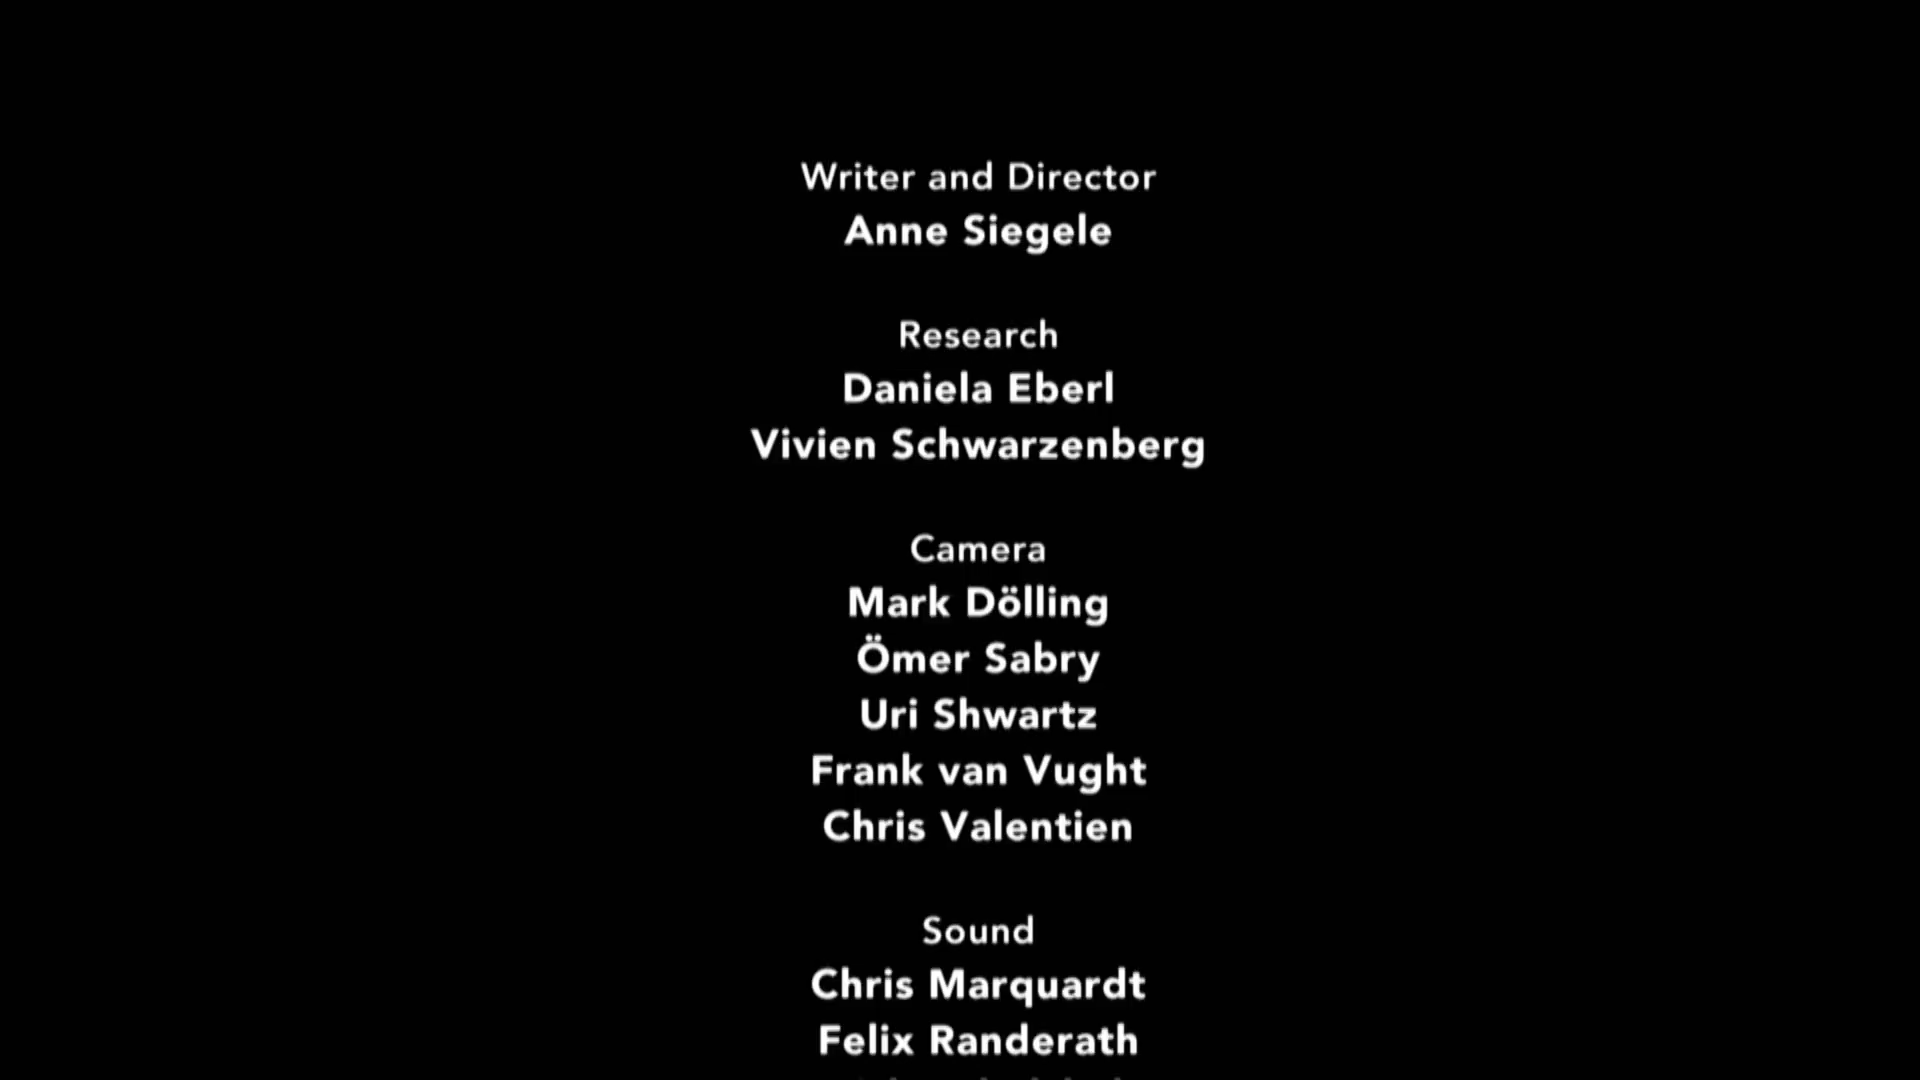 Writer and Director
Anne Siegele
Research
Daniela Eberl
Vivien Schwarzenberg
Camera
Mark Dölling
Ömer Sabry
Uri Shwartz
Frank van Vught
Chris Valentien
Sound
Chris Marquardt
Felix Randerath